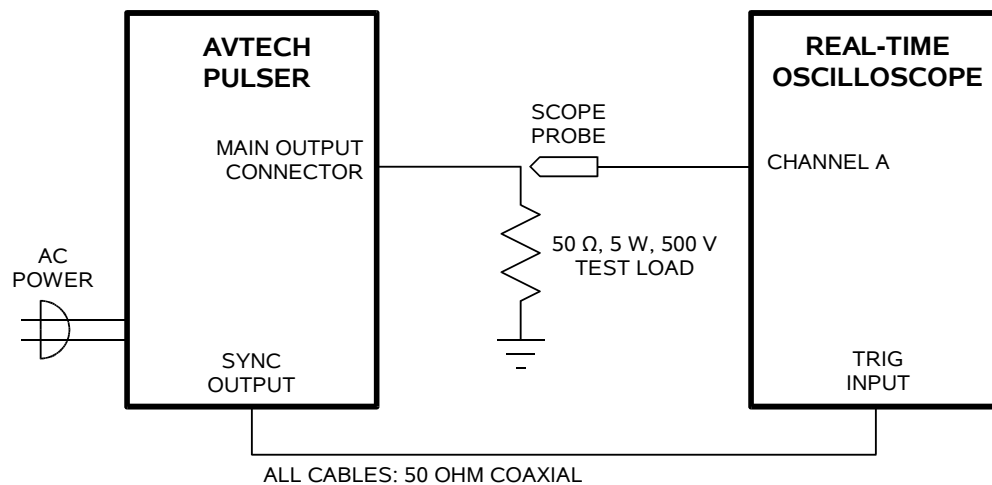 AVTECH
PULSER
REAL-TIME
OSCILLOSCOPE
SCOPE
PROBE
MAIN OUTPUT
CONNECTOR
CHANNEL A
50 Ω, 5 W, 500 V
TEST LOAD
AC
POWER
SYNC
OUTPUT
TRIG
INPUT
ALL CABLES: 50 OHM COAXIAL